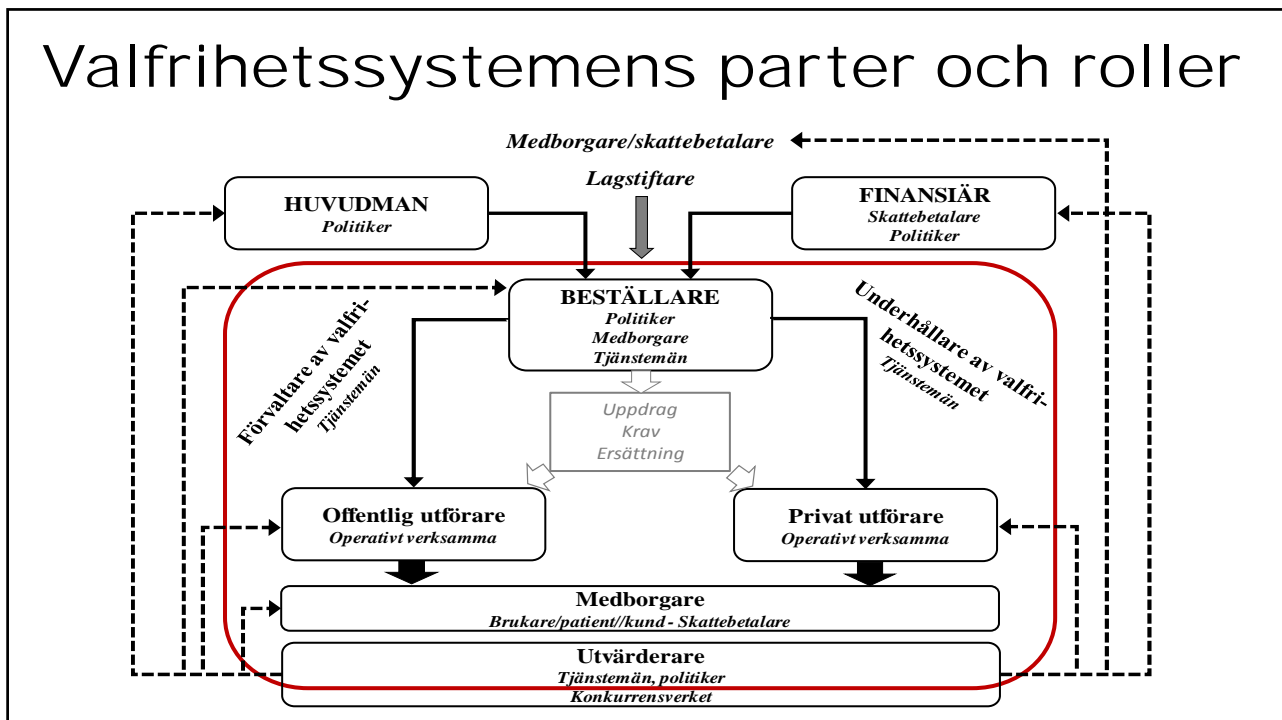 Valfrihetssystemens parter och roller
Medborgare/skattebetalare
Lagstiftare
HUVUDMAN
Politiker
FINANSIÄR
Skattebetalare
Politiker
BESTÄLLARE
Politiker
Medborgare
Tjänstemän
Förvaltare av valfri-
hetssystemet
Tjänstemän
Underhållare av valfri-
hetssystemet
Tjänstemän
Uppdrag
Krav
Ersättning
Offentlig utförare
Operativt verksamma
Privat utförare
Operativt verksamma
Medborgare
Brukare/patient//kund - Skattebetalare
Utvärderare
Tjänstemän, politiker
Konkurrensverket